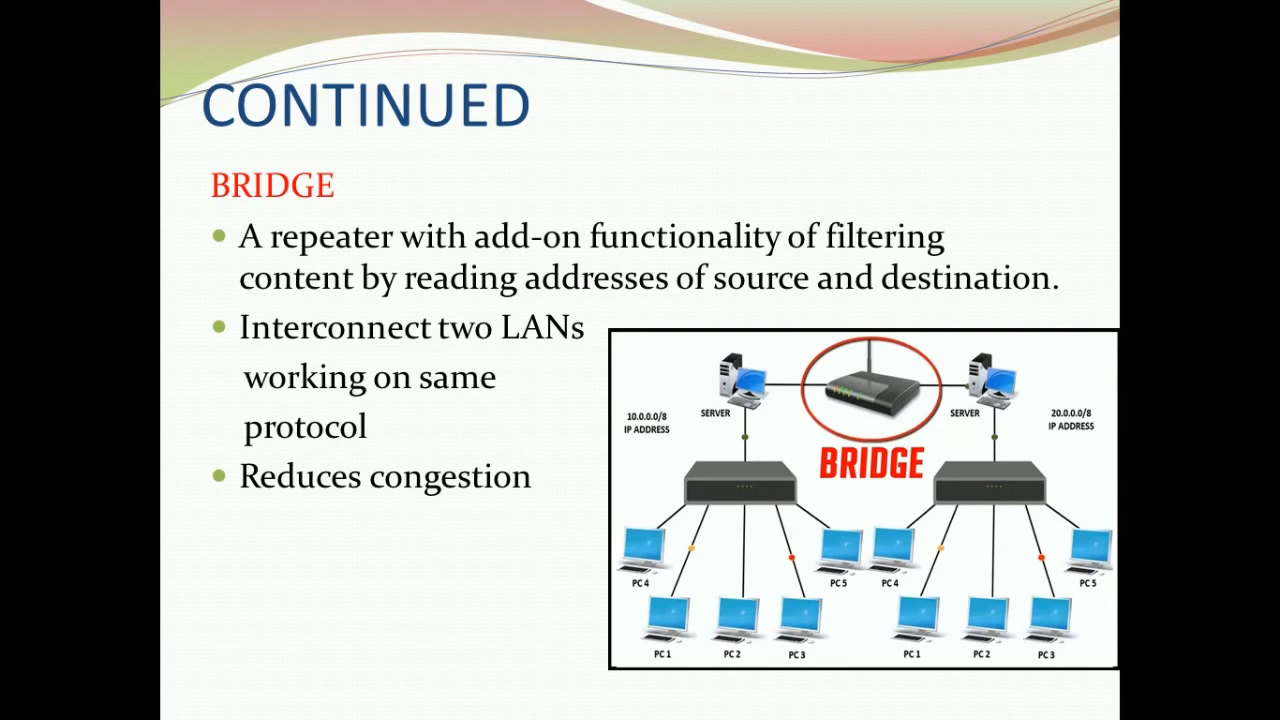 CONTINUED
BRIDGE
• A repeater with add-on functionality of filtering
content by reading addresses of source and destination.
• Interconnect two LANs
working on same
protocol
• Reduces congestion
10.0.0.0/8
IP ADDRESS
SERVER
SERVER
20.0.0.0/8
IP ADDRESS
BRIDGE
PC 4
PC 5
PC 4
PC 5
PC 1
PC 2
PC 3
PC 1
PC 2
PC 3